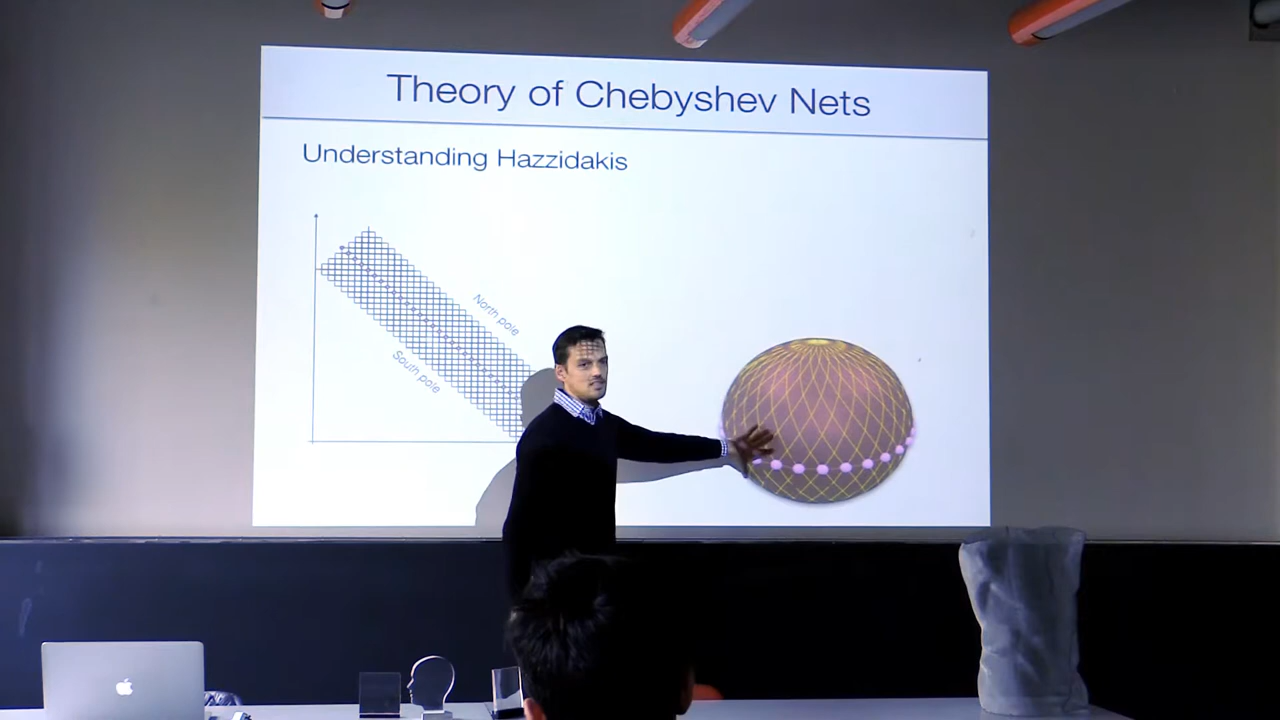 Theory of Chebyshev Nets
Understanding Hazzidakis
North pole
South pole